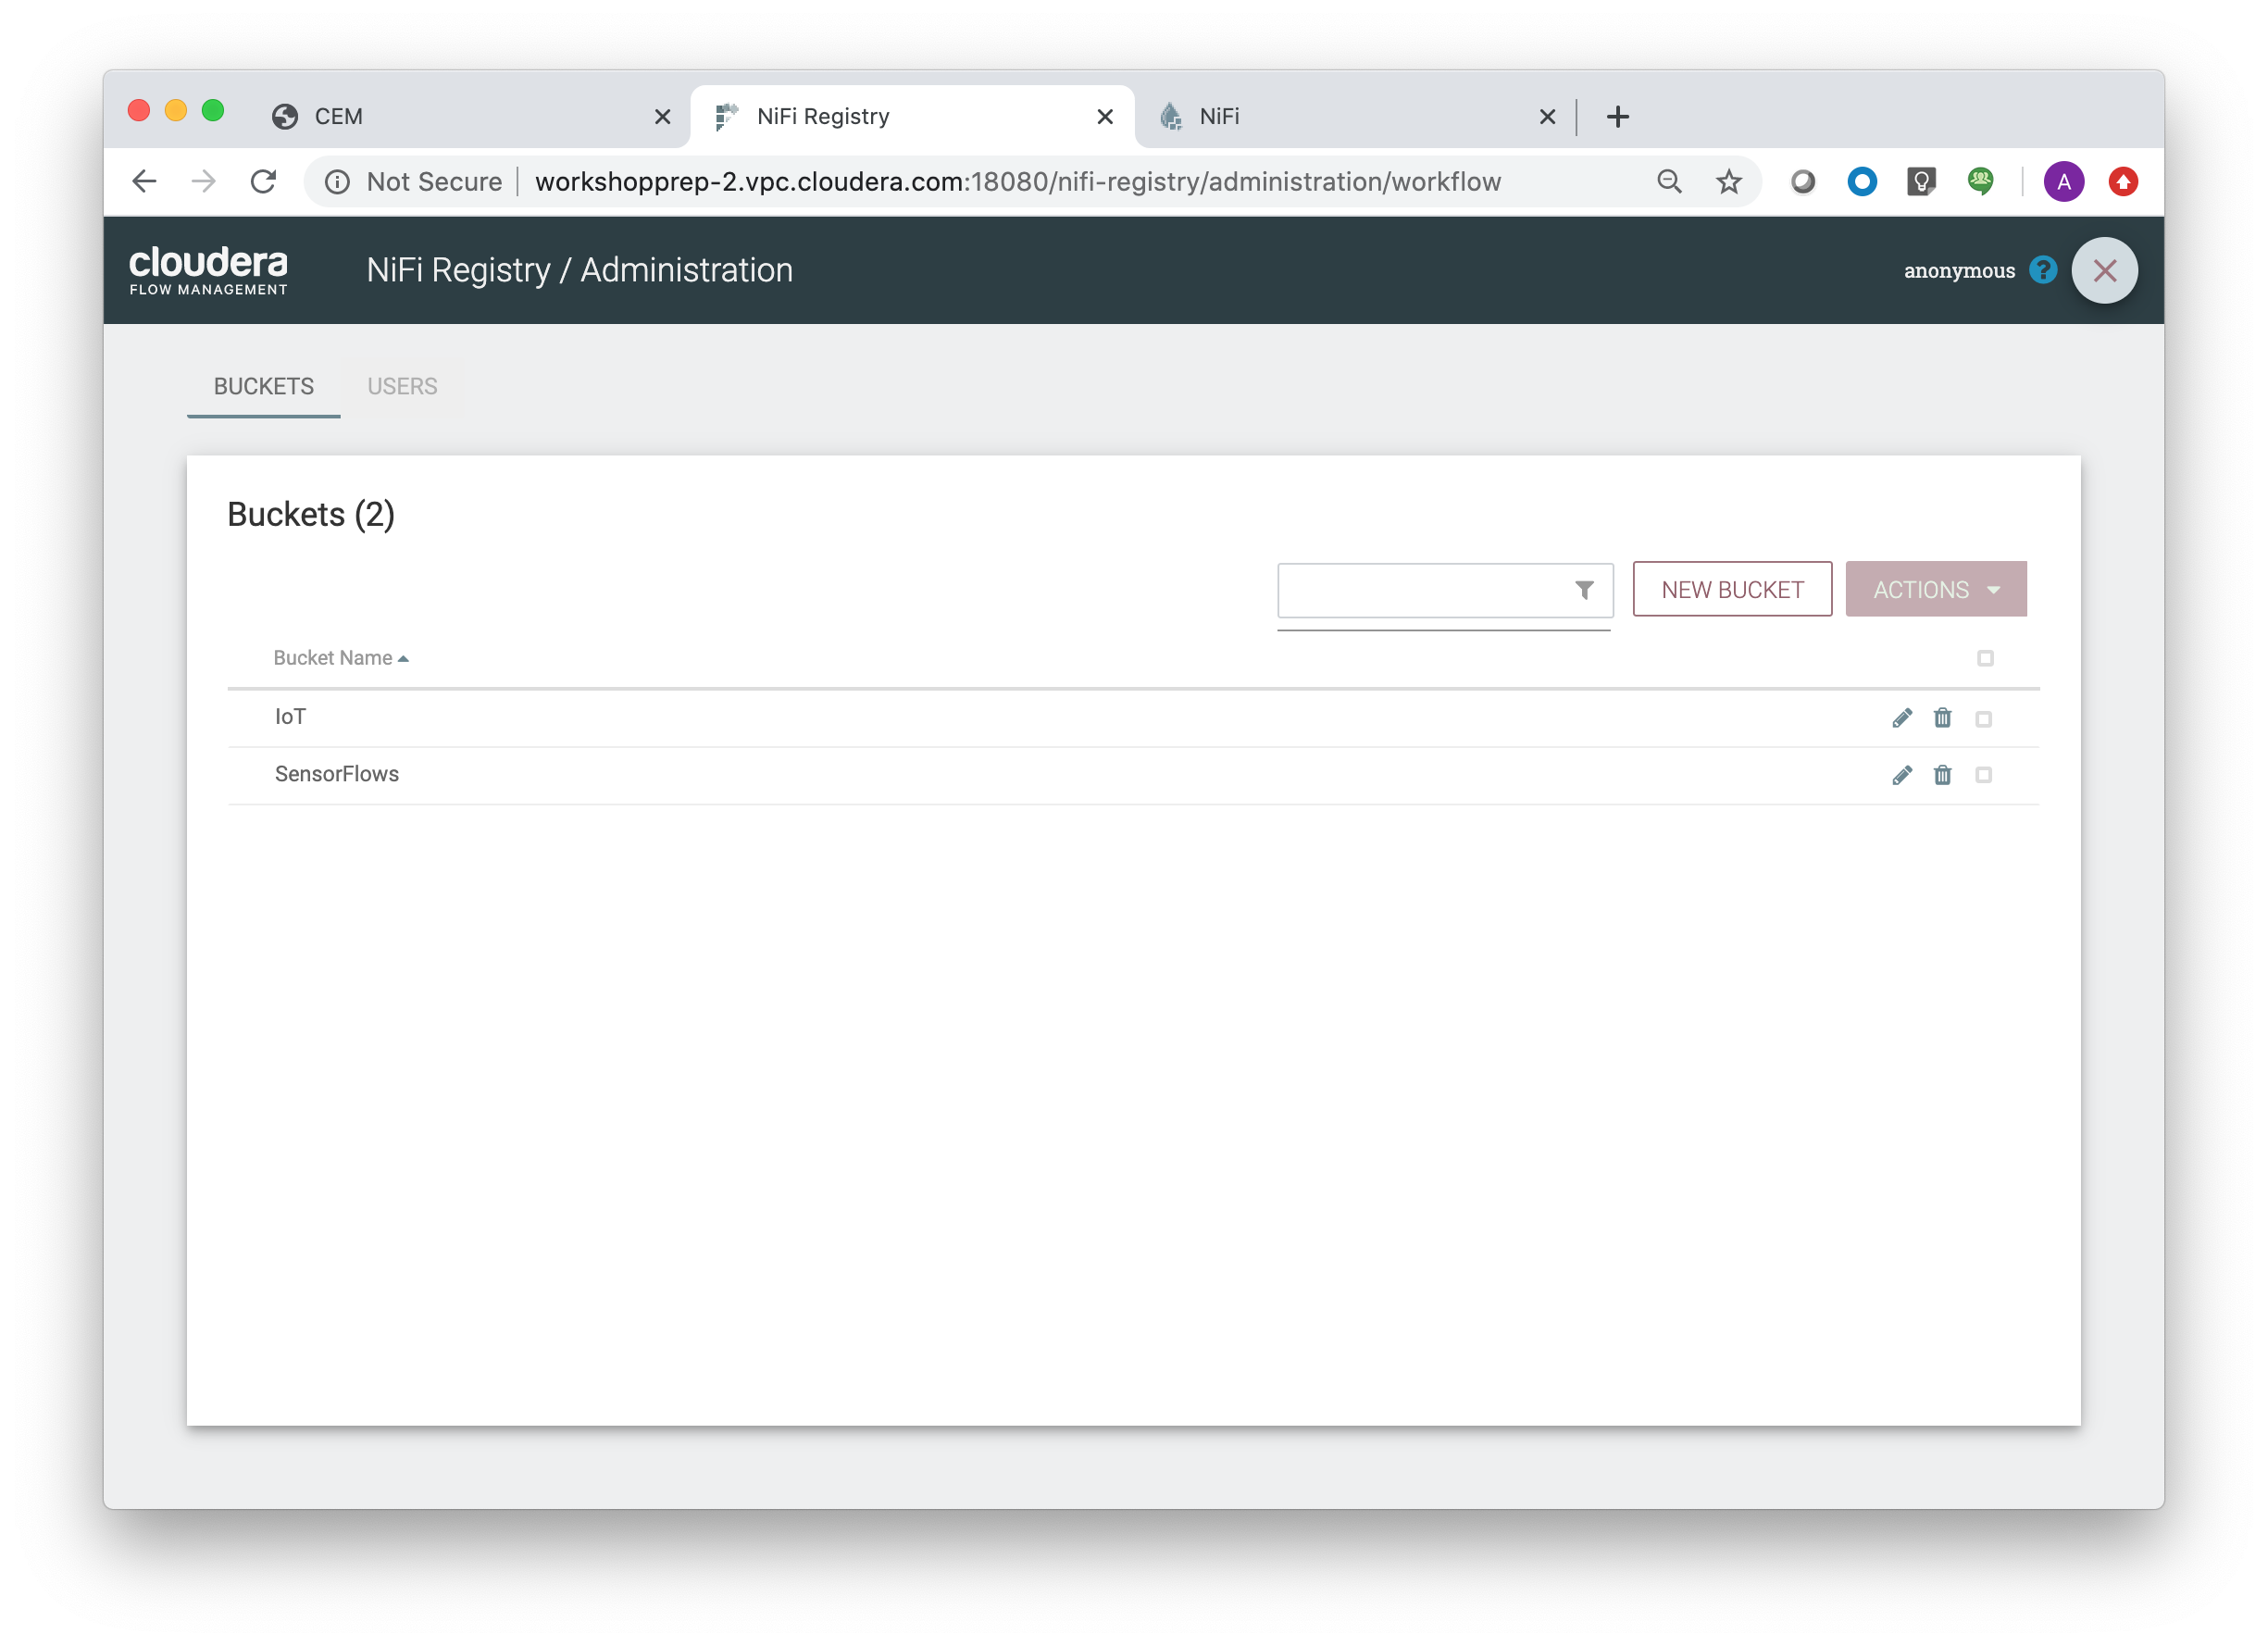 CEM
NiFi Registry
NiFi
Not Secure
workshopprep-2.vpc.cloudera.com:18080/nifi-registry/administration/workflow
A
cloudera
FLOW MANAGEMENT
NiFi Registry / Administration
anonymous
?
BUCKETS
USERS
Buckets (2)
NEW BUCKET
ACTIONS
Bucket Name
IoT
SensorFlows